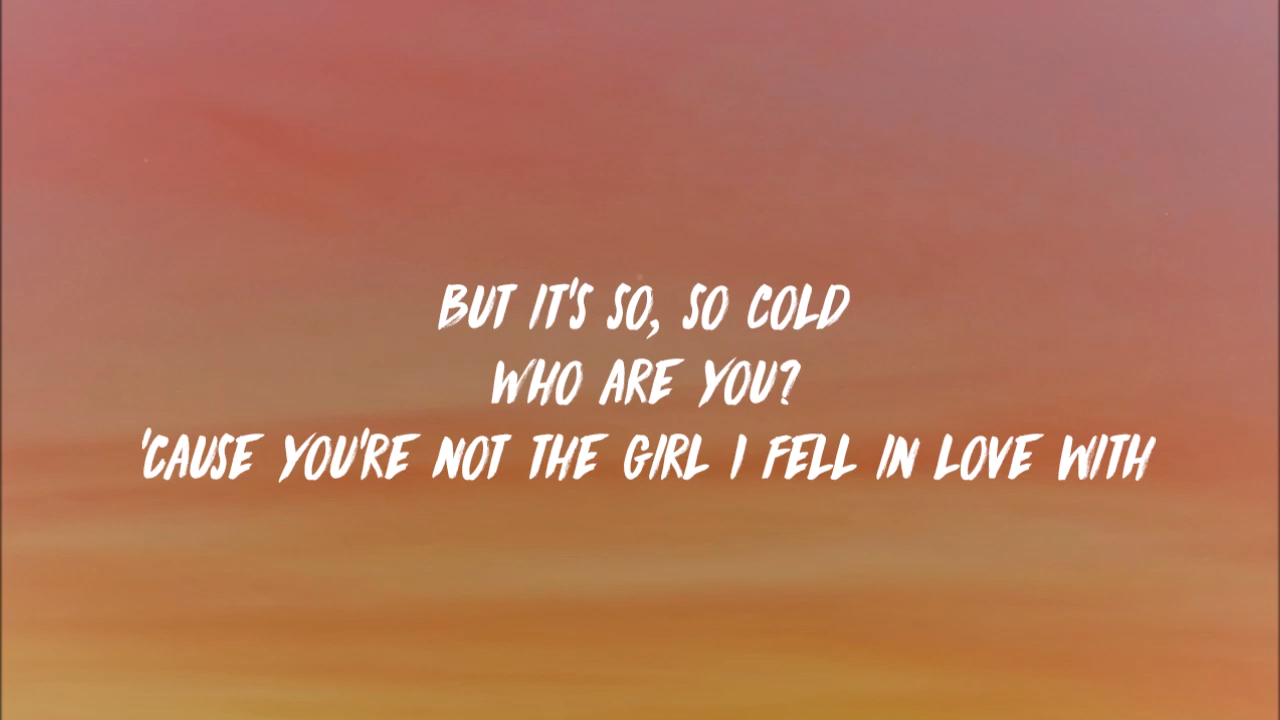 BUT IT'S SO, SO COLD
WHO ARE YOU?
'CAUSE YOU'RE NOT THE GIRL I FELL IN LOVE WITH